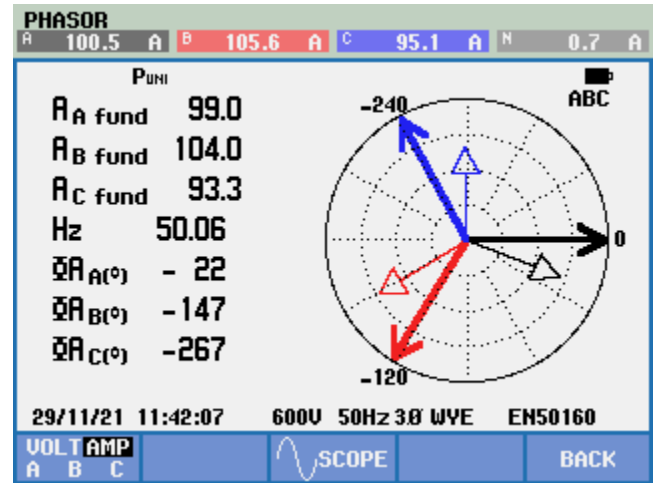 PHASOR
A 100.5 A B 105.6 A C 95.1 A N 0.7 A
PUNI
ABC
AA fund 99.0
AB fund 104.0
AC fund 93.3
Hz 50.06
ΦAA(°) - 22
ΦAB(°) -147
ΦAC(°) -267
-240
0
-120
29/11/21 11:42:07 600V 50Hz 3Ø WYE EN50160
VOLT AMP
A B C
SCOPE
BACK